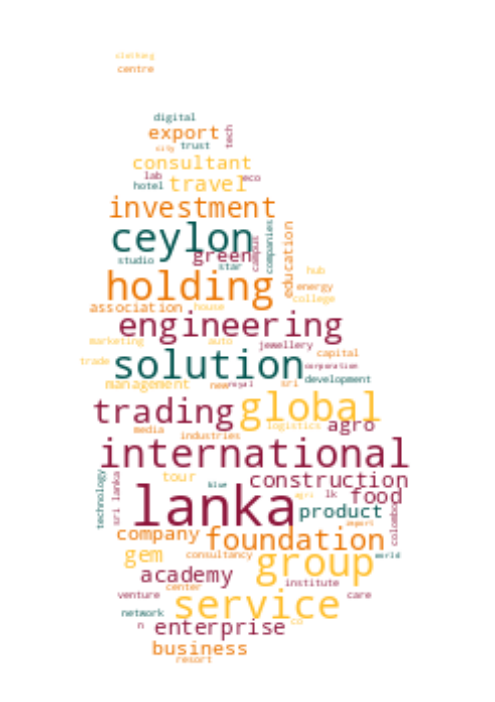 clothing
centre
digital
export tech
city trust
consultant
lab eco
hotel travel
investment
ceylon companies education
green campus
studio star
hub
holding energy
college
association house
engineering
marketing auto jewellery
capital
trade solution corporation
development
management new royal sri
trading global
logistics agro
media industries
international
technology sri lanka tour construction
blue
lanka agri lk food
product colombo
import
company foundation
gem consultancy group world
academy institute
center
venture service care
network
n enterprise co
business
resort